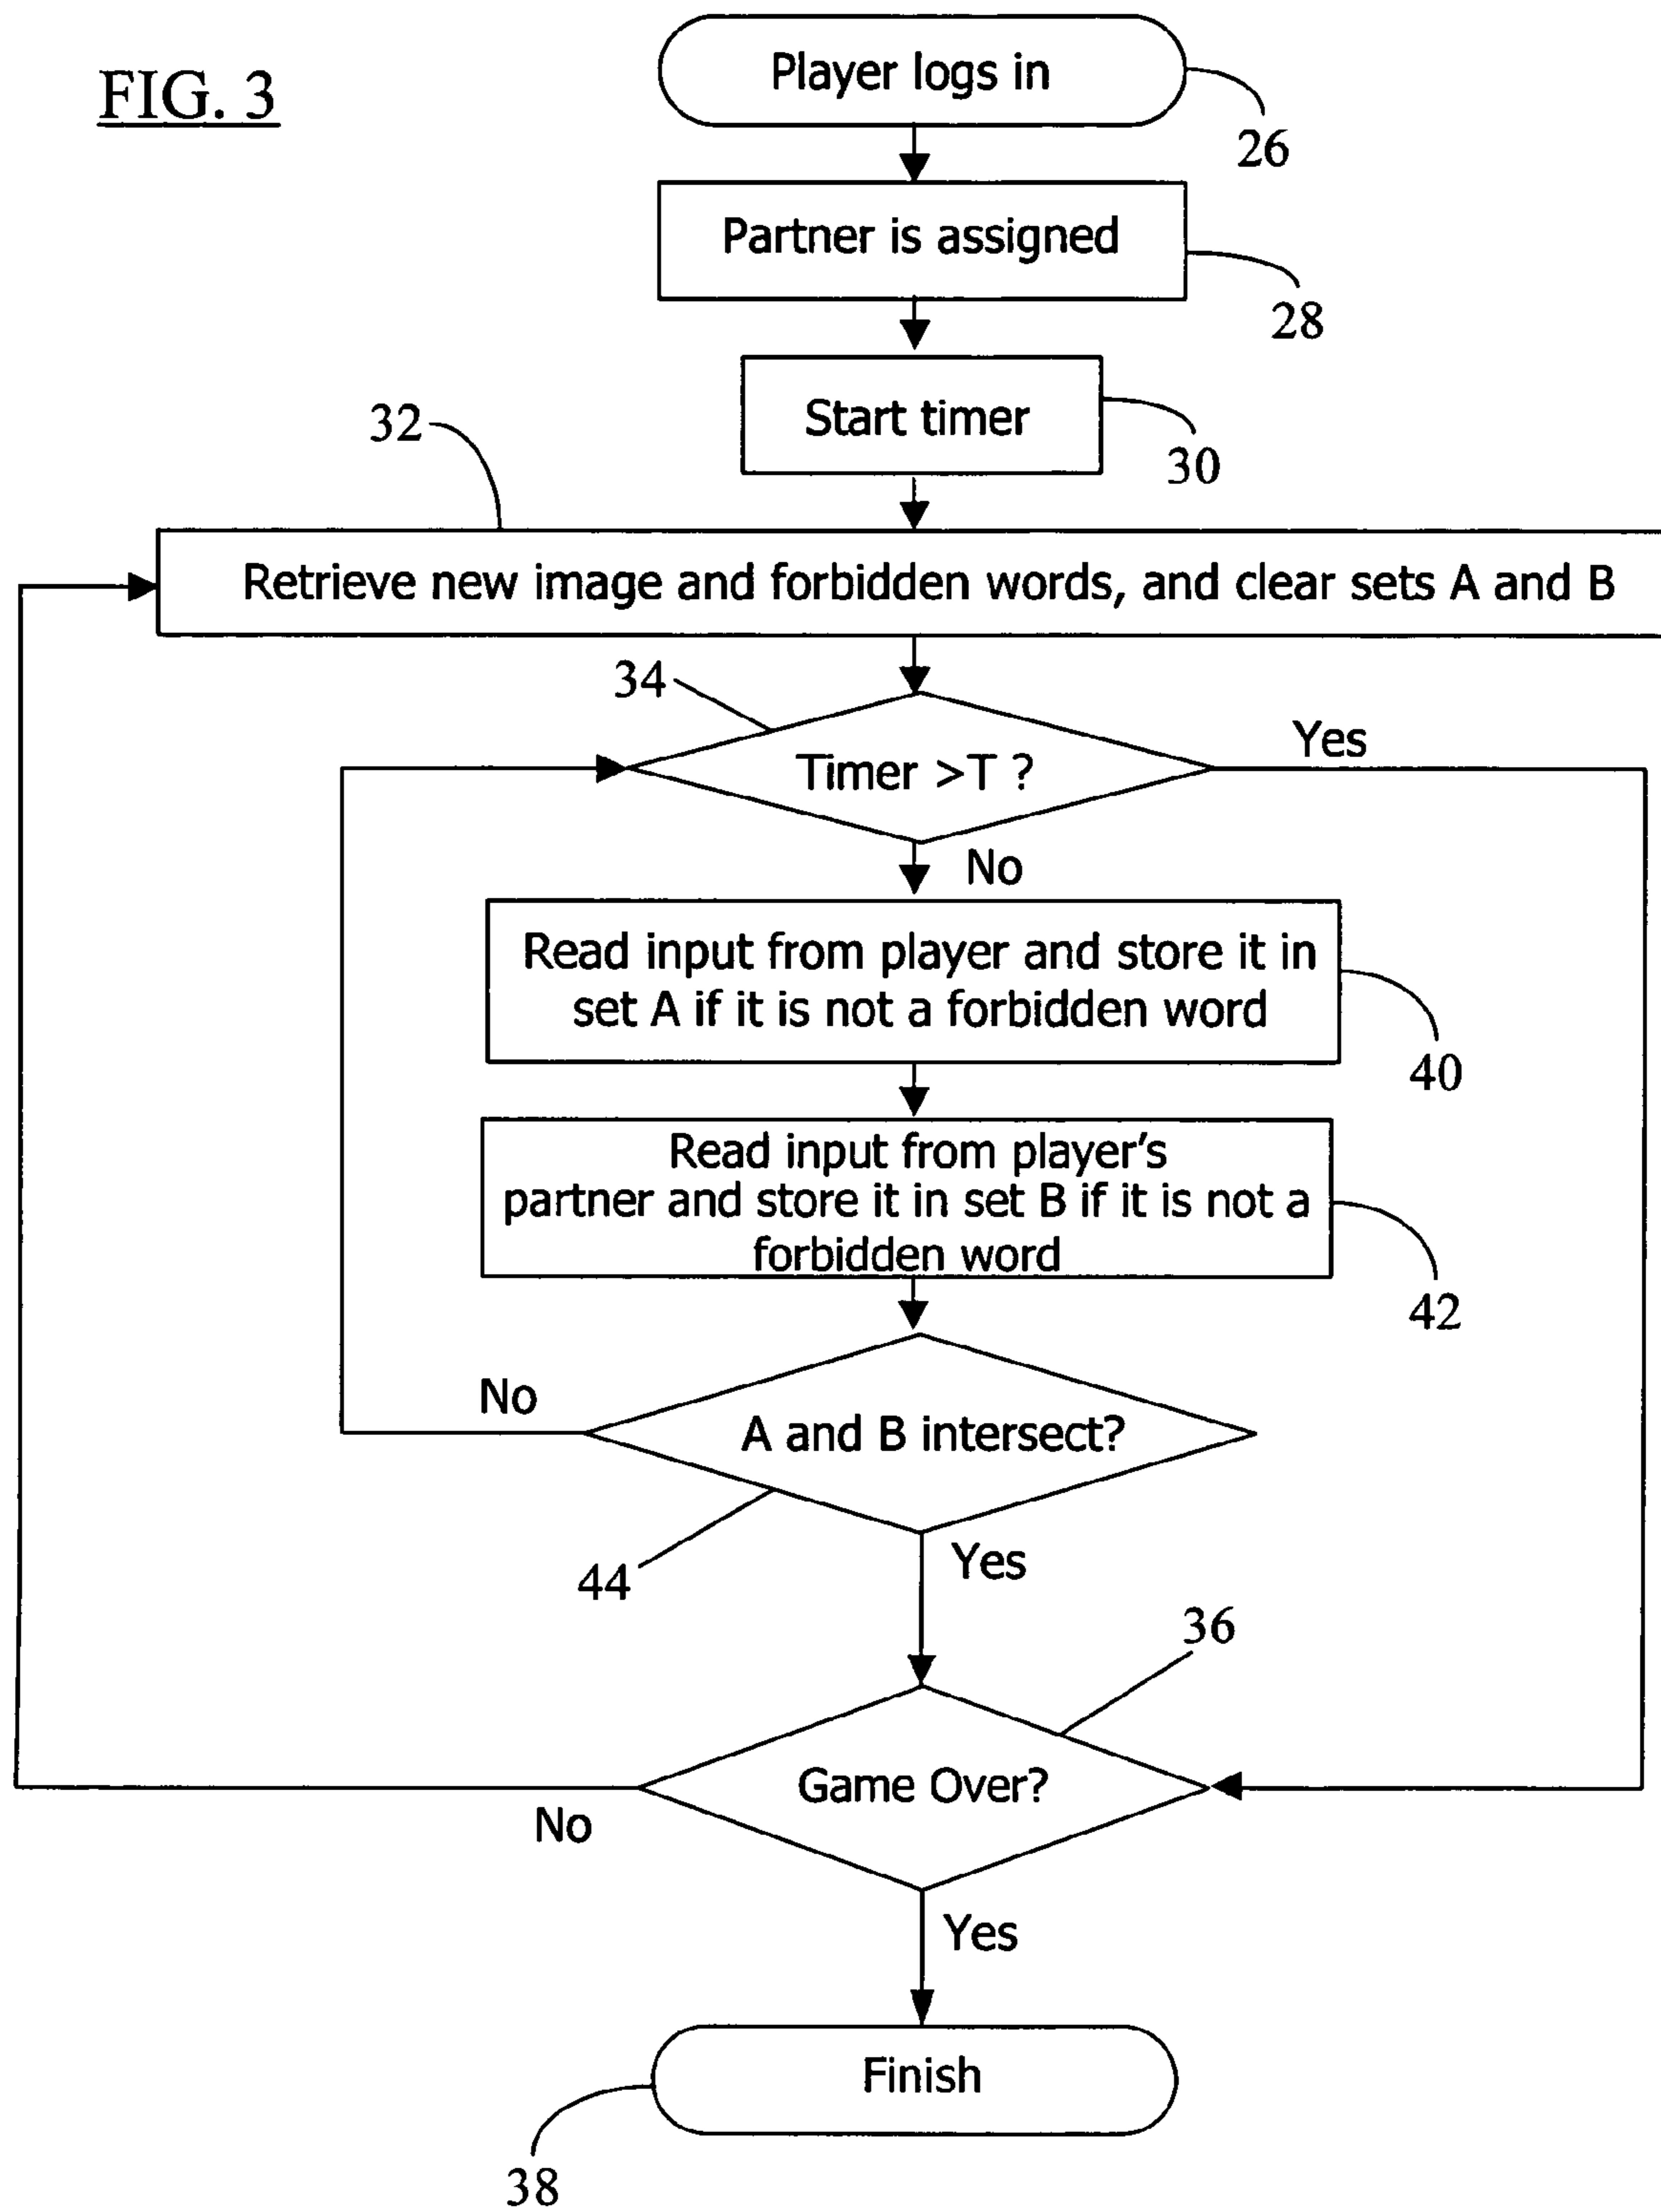 FIG. 3
Player logs in
26
Partner is assigned
28
Start timer
30
32
Retrieve new image and forbidden words, and clear sets A and B
34
Timer >T ?
Yes
No
Read input from player and store it in
set A if it is not a forbidden word
40
Read input from player’s
partner and store it in set B if it is not a
forbidden word
42
No
A and B intersect?
44
Yes
36
Game Over?
No
Yes
Finish
38